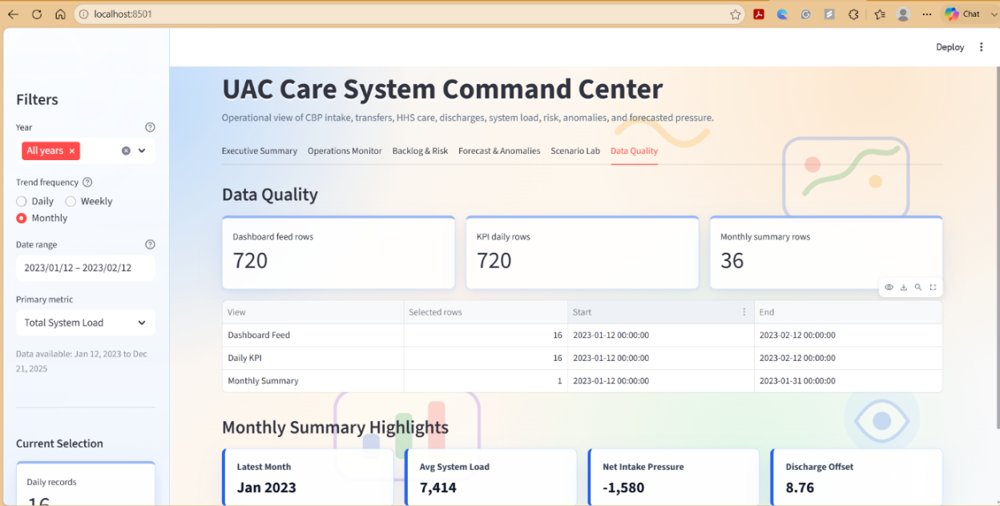 localhost:8501
Chat
Deploy
Filters
Year
All years
Trend frequency
Daily
Weekly
Monthly
Date range
2023/01/12 – 2023/02/12
Primary metric
Total System Load
Data available: Jan 12, 2023 to Dec
21, 2025
Current Selection
Daily records
16
UAC Care System Command Center
Operational view of CBP intake, transfers, HHS care, discharges, system load, risk, anomalies, and forecasted pressure.
Executive Summary Operations Monitor Backlog & Risk Forecast & Anomalies Scenario Lab Data Quality
Data Quality
Dashboard feed rows
720
KPI daily rows
720
Monthly summary rows
36
View Selected rows Start End
Dashboard Feed 16 2023-01-12 00:00:00 2023-02-12 00:00:00
Daily KPI 16 2023-01-12 00:00:00 2023-02-12 00:00:00
Monthly Summary 1 2023-01-12 00:00:00 2023-01-31 00:00:00
Monthly Summary Highlights
Latest Month
Jan 2023
Avg System Load
7,414
Net Intake Pressure
-1,580
Discharge Offset
8.76